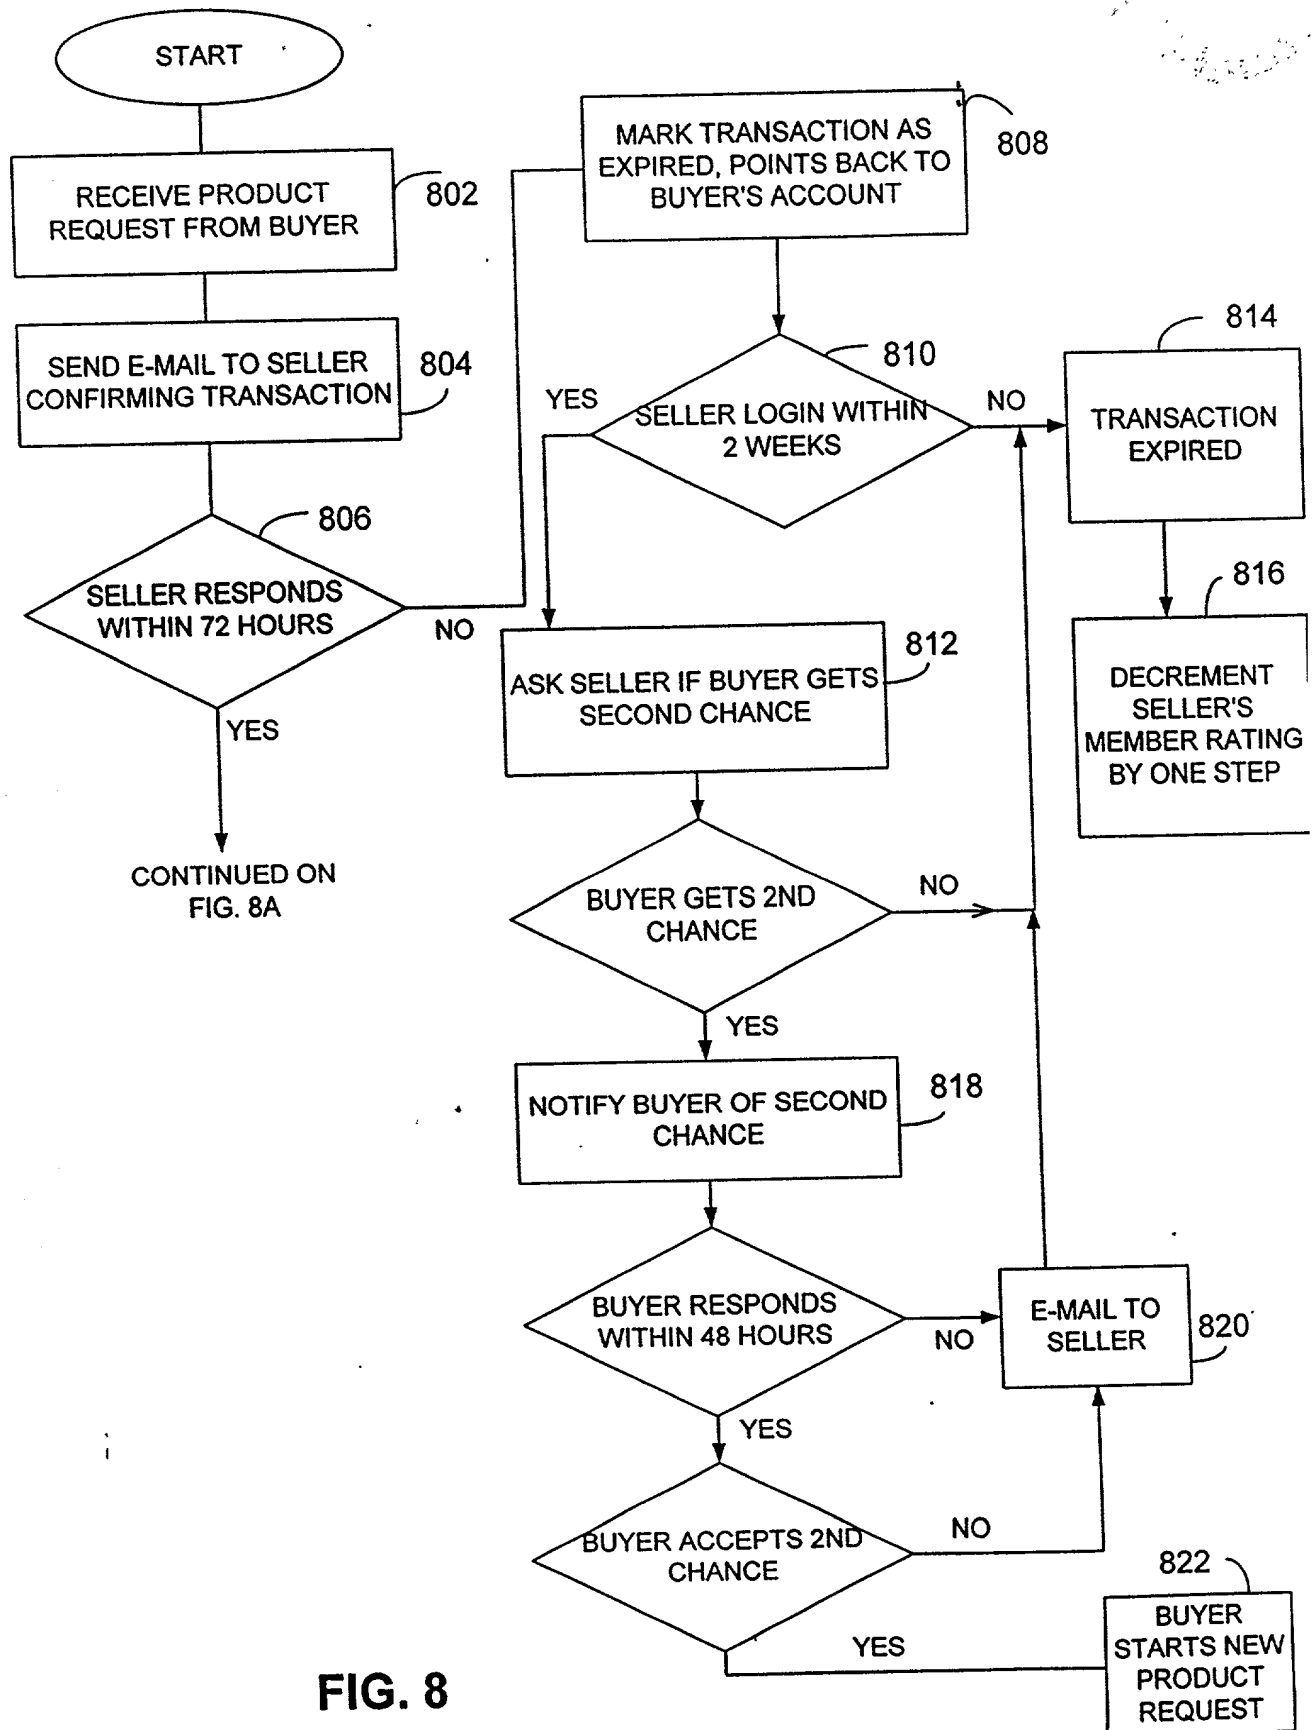 START
RECEIVE PRODUCT
REQUEST FROM BUYER
802
SEND E-MAIL TO SELLER
CONFIRMING TRANSACTION
804
806
SELLER RESPONDS
WITHIN 72 HOURS
NO
YES
CONTINUED ON
FIG. 8A
MARK TRANSACTION AS
EXPIRED, POINTS BACK TO
BUYER'S ACCOUNT
808
810
SELLER LOGIN WITHIN
2 WEEKS
YES
NO
814
TRANSACTION
EXPIRED
816
DECREMENT
SELLER'S
MEMBER RATING
BY ONE STEP
812
ASK SELLER IF BUYER GETS
SECOND CHANCE
BUYER GETS 2ND
CHANCE
NO
YES
NOTIFY BUYER OF SECOND
CHANCE
818
BUYER RESPONDS
WITHIN 48 HOURS
NO
YES
E-MAIL TO
SELLER
820
BUYER ACCEPTS 2ND
CHANCE
NO
YES
822
BUYER
STARTS NEW
PRODUCT
REQUEST
FIG. 8